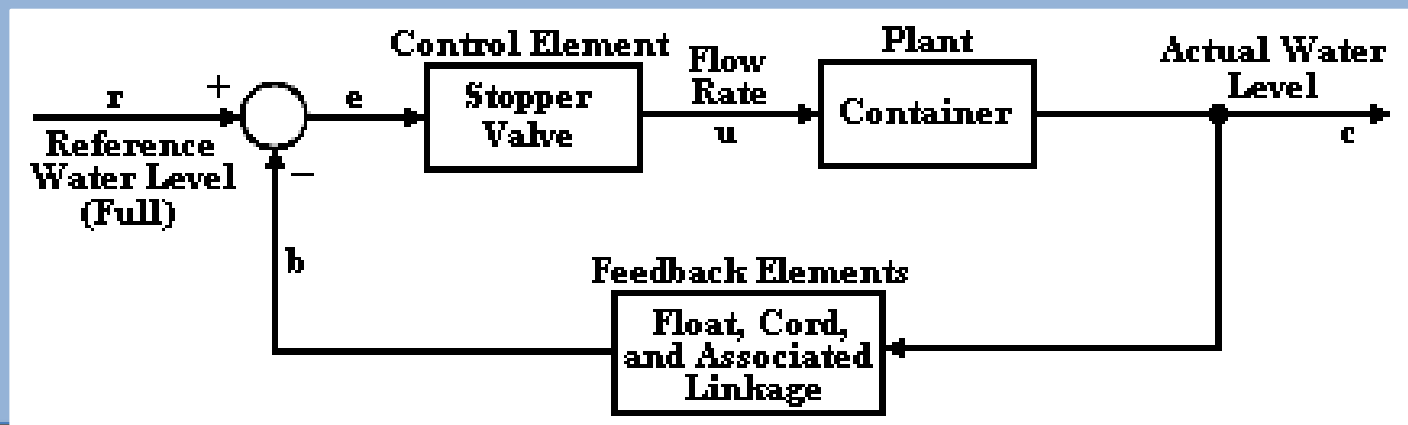 Control Element
Stopper
Valve
Flow
Rate
u
Plant
Container
Actual Water
Level
c
r
+
e
Reference
Water Level
(Full)
−
b
Feedback Elements
Float, Cord,
and Associated
Linkage